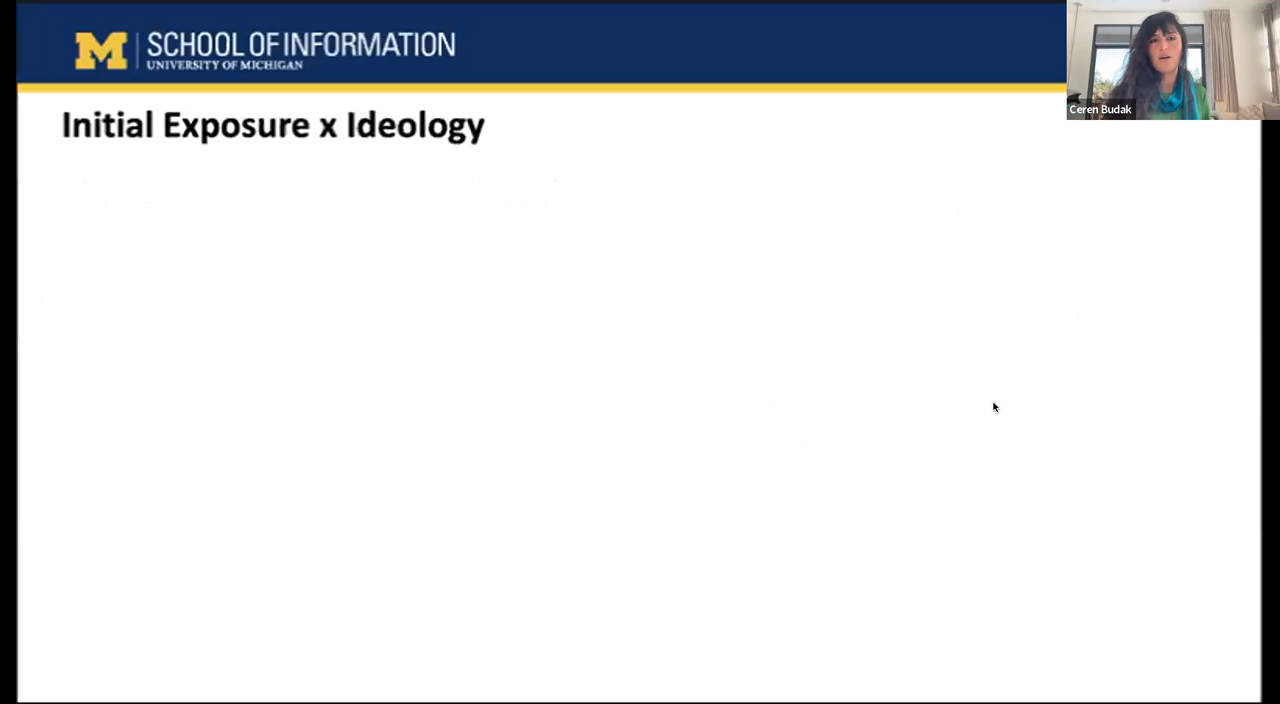 M SCHOOL OF INFORMATION
UNIVERSITY OF MICHIGAN
Ceren Budak
Initial Exposure x Ideology